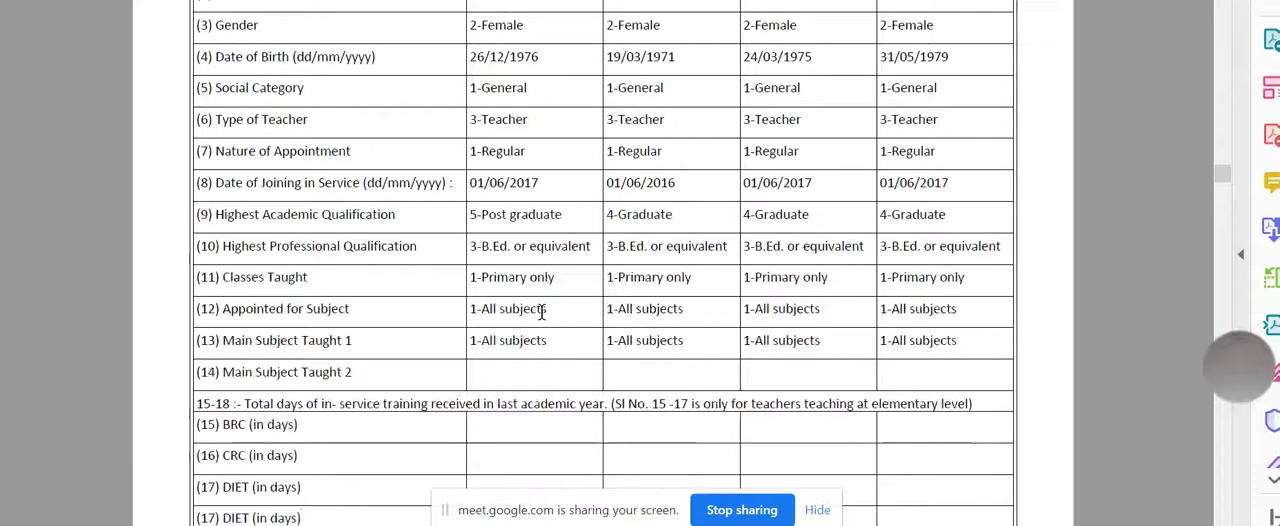 (3) Gender 2-Female 2-Female 2-Female 2-Female
(4) Date of Birth (dd/mm/yyyy) 26/12/1976 19/03/1971 24/03/1975 31/05/1979
(5) Social Category 1-General 1-General 1-General 1-General
(6) Type of Teacher 3-Teacher 3-Teacher 3-Teacher 3-Teacher
(7) Nature of Appointment 1-Regular 1-Regular 1-Regular 1-Regular
(8) Date of Joining in Service (dd/mm/yyyy) : 01/06/2017 01/06/2016 01/06/2017 01/06/2017
(9) Highest Academic Qualification 5-Post graduate 4-Graduate 4-Graduate 4-Graduate
(10) Highest Professional Qualification 3-B.Ed. or equivalent 3-B.Ed. or equivalent 3-B.Ed. or equivalent 3-B.Ed. or equivalent
(11) Classes Taught 1-Primary only 1-Primary only 1-Primary only 1-Primary only
(12) Appointed for Subject 1-All subjects 1-All subjects 1-All subjects 1-All subjects
(13) Main Subject Taught 1 1-All subjects 1-All subjects 1-All subjects 1-All subjects
(14) Main Subject Taught 2
15-18 :- Total days of in- service training received in last academic year. (Sl No. 15 -17 is only for teachers teaching at elementary level)
(15) BRC (in days)
(16) CRC (in days)
(17) DIET (in days)
(17) DIET (in days)
meet.google.com is sharing your screen. Stop sharing Hide